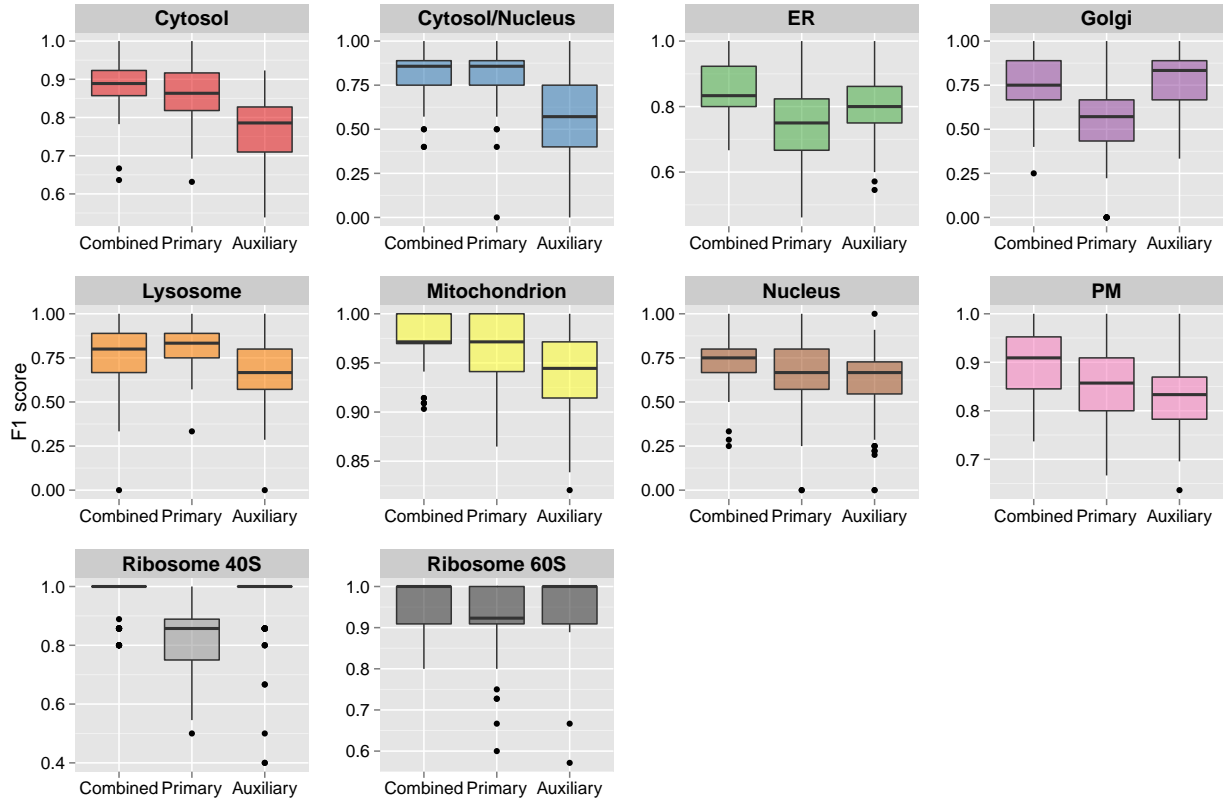 Cytosol
Cytosol/Nucleus
ER
Golgi
1.0
0.9
0.8
0.7
0.6
1.00
0.75
0.50
0.25
0.00
1.0
0.8
0.6
1.00
0.75
0.50
0.25
0.00
Combined Primary Auxiliary
Combined Primary Auxiliary
Combined Primary Auxiliary
Combined Primary Auxiliary
Lysosome
Mitochondrion
Nucleus
PM
F1 score
1.00
0.75
0.50
0.25
0.00
1.00
0.95
0.90
0.85
1.00
0.75
0.50
0.25
0.00
1.0
0.9
0.8
0.7
Combined Primary Auxiliary
Combined Primary Auxiliary
Combined Primary Auxiliary
Combined Primary Auxiliary
Ribosome 40S
Ribosome 60S
1.0
0.8
0.6
0.4
1.0
0.9
0.8
0.7
0.6
Combined Primary Auxiliary
Combined Primary Auxiliary